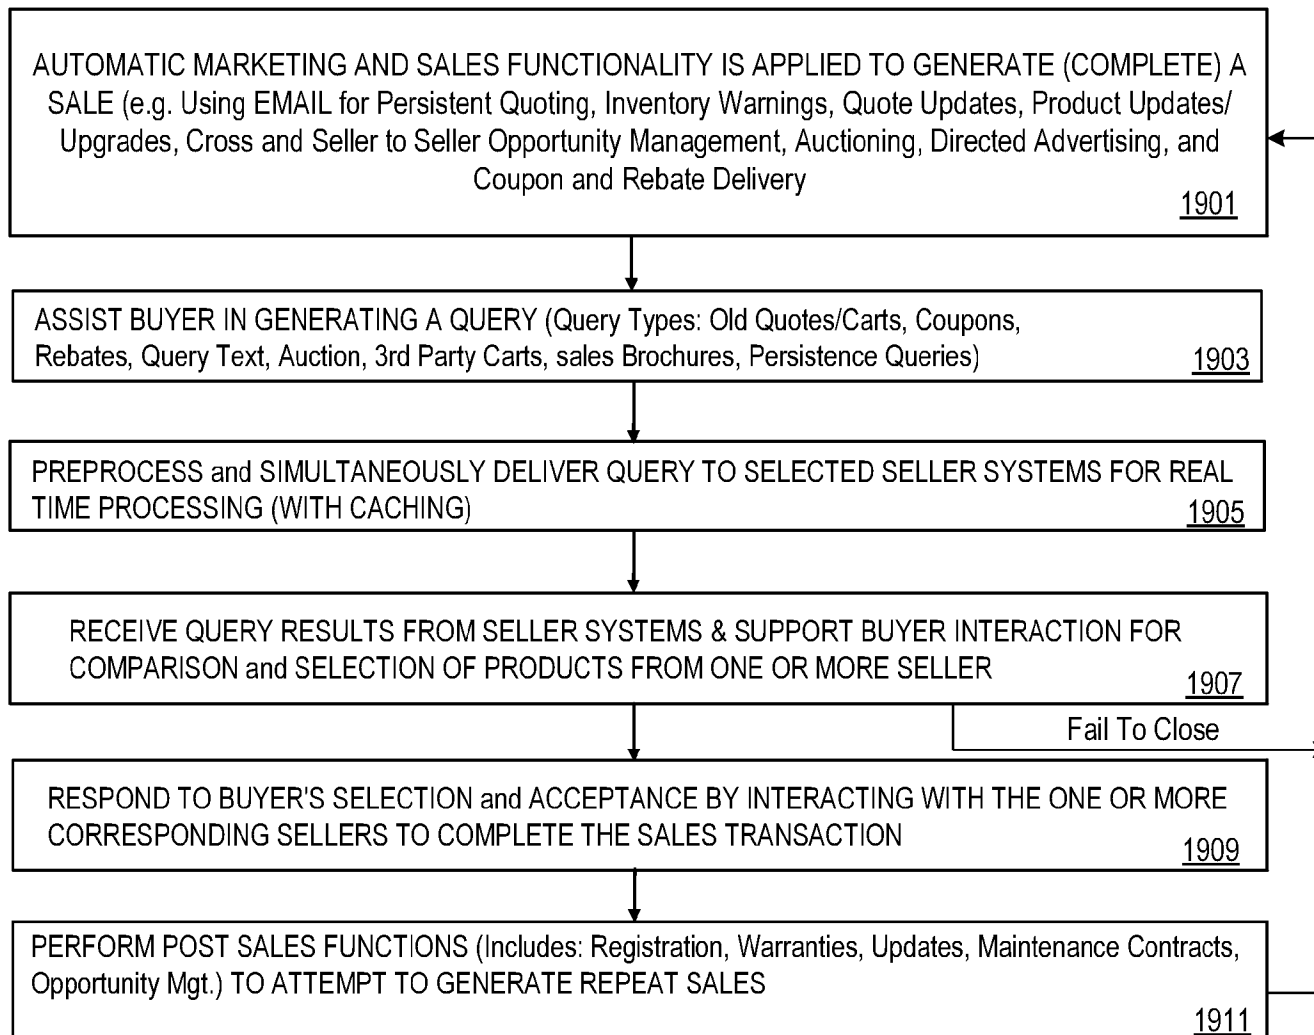 AUTOMATIC MARKETING AND SALES FUNCTIONALITY IS APPLIED TO GENERATE (COMPLETE) A
SALE (e.g. Using EMAIL for Persistent Quoting, Inventory Warnings, Quote Updates, Product Updates/
Upgrades, Cross and Seller to Seller Opportunity Management, Auctioning, Directed Advertising, and
Coupon and Rebate Delivery
1901
ASSIST BUYER IN GENERATING A QUERY (Query Types: Old Quotes/Carts, Coupons,
Rebates, Query Text, Auction, 3rd Party Carts, sales Brochures, Persistence Queries)
1903
PREPROCESS and SIMULTANEOUSLY DELIVER QUERY TO SELECTED SELLER SYSTEMS FOR REAL
TIME PROCESSING (WITH CACHING)
1905
RECEIVE QUERY RESULTS FROM SELLER SYSTEMS & SUPPORT BUYER INTERACTION FOR
COMPARISON and SELECTION OF PRODUCTS FROM ONE OR MORE SELLER
1907
Fail To Close
RESPOND TO BUYER'S SELECTION and ACCEPTANCE BY INTERACTING WITH THE ONE OR MORE
CORRESPONDING SELLERS TO COMPLETE THE SALES TRANSACTION
1909
PERFORM POST SALES FUNCTIONS (Includes: Registration, Warranties, Updates, Maintenance Contracts,
Opportunity Mgt.) TO ATTEMPT TO GENERATE REPEAT SALES
1911